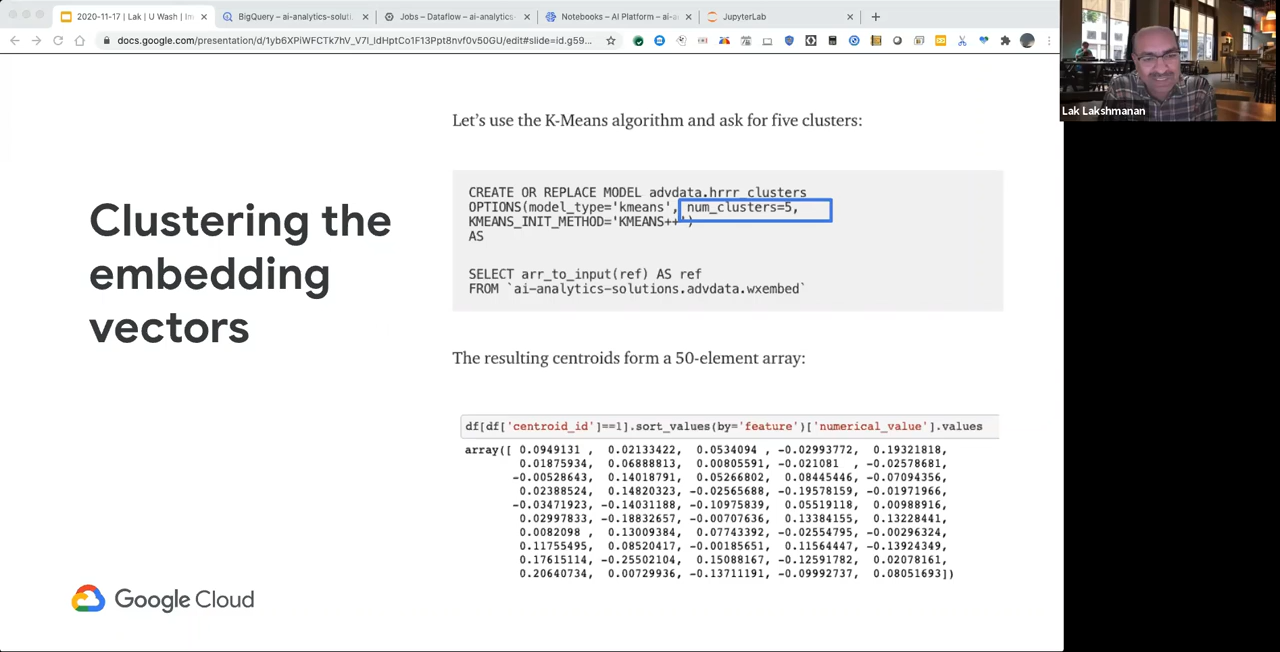 2020-11-17 | Lak | U Wash | Im
BigQuery – ai-analytics-soluti
Jobs – Dataflow – ai-analytics-
Notebooks – AI Platform – ai-a
JupyterLab
docs.google.com/presentation/d/1yb6XPiWFCTk7hV_V7I_ldHptCo1F13Ppt8nvf0v50GU/edit#slide=id.g59...
Lak Lakshmanan
Clustering the
embedding
vectors
Let's use the K-Means algorithm and ask for five clusters:
CREATE OR REPLACE MODEL advdata.hrrr_clusters
OPTIONS(model_type='kmeans', num_clusters=5,
KMEANS_INIT_METHOD='KMEANS++')
AS
SELECT arr_to_input(ref) AS ref
FROM `ai-analytics-solutions.advdata.wxembed`
The resulting centroids form a 50-element array:
df[df['centroid_id']==1].sort_values(by='feature')['numerical_value'].values
array([ 0.0949131 , 0.02133422, 0.0534094 , -0.02993772, 0.19321818,
0.01875934, 0.06888813, 0.00805591, -0.021081 , -0.02578681,
-0.00528643, 0.14018791, 0.05266802, 0.08445446, -0.07094356,
0.02388524, 0.14820323, -0.02565688, -0.19578159, -0.01971966,
-0.03471923, -0.14031188, -0.10975839, 0.05519118, 0.00988916,
0.02997833, -0.18832657, -0.00707636, 0.13384155, 0.13228441,
0.0082098 , 0.13009384, 0.07743392, -0.02554795, -0.00296324,
0.11755495, 0.08520417, -0.00185651, 0.11564447, -0.13924349,
0.17615114, -0.25502104, 0.15088167, -0.12591782, 0.02078161,
0.20640734, 0.00729936, -0.13711191, -0.09992737, 0.08051693])
Google Cloud